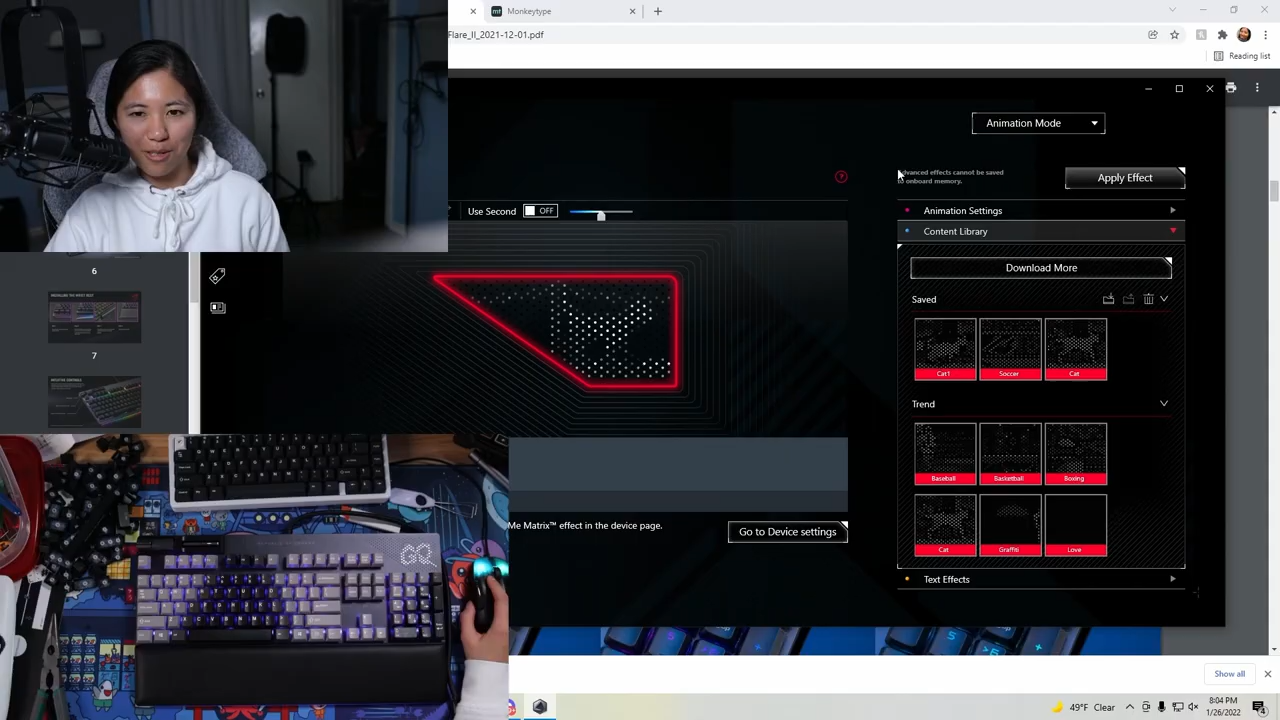 Monkeytype
Flare_II_2021-12-01.pdf
Reading list
Animation Mode
Advanced effects cannot be saved
to onboard memory.
Apply Effect
Use Second
OFF
Animation Settings
Content Library
Download More
Saved
Cat1
Soccer
Cat
Trend
Baseball
Basketball
Boxing
Cat
Graffiti
Love
Me Matrix™ effect in the device page.
Go to Device settings
Text Effects
6
7
Show all
49°F Clear
8:04 PM
1/26/2022